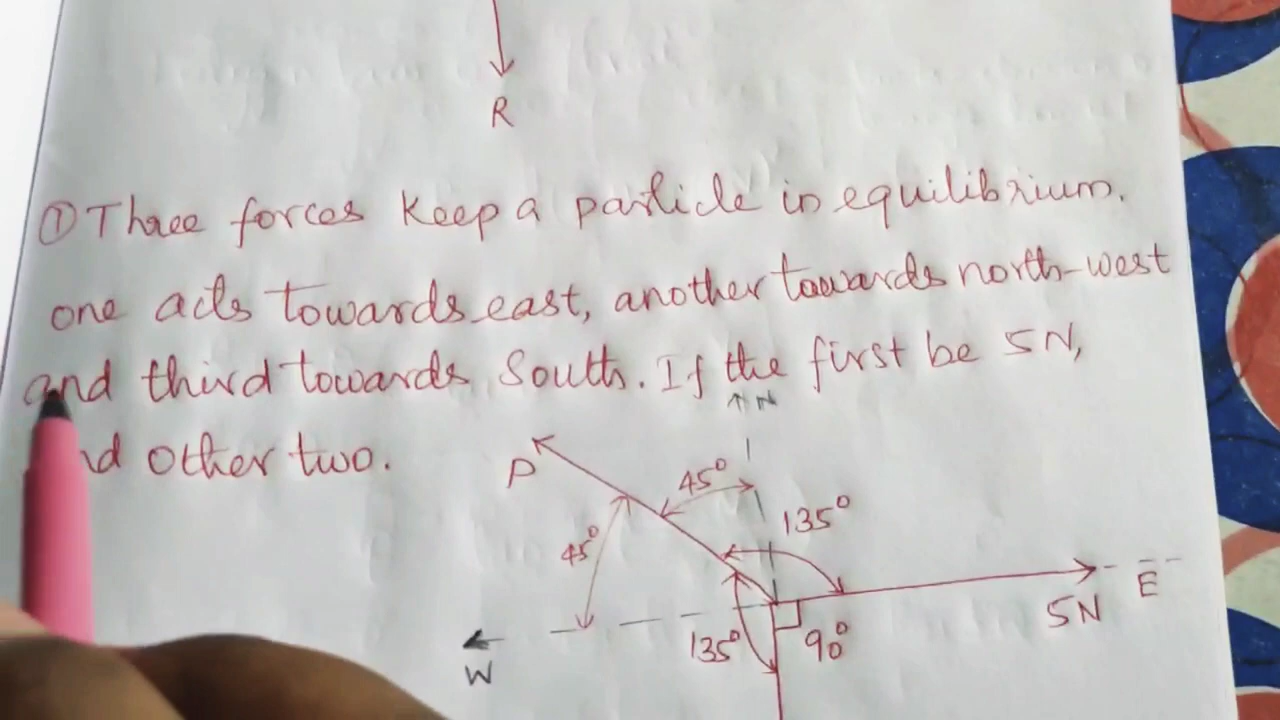 R
① Three forces keep a particle in equilibrium.
one acts towards east, another towards north-west
and third towards South. If the first be 5N,
nd other two.
N
P
45°
135°
45°
E
5N
135°
90°
W